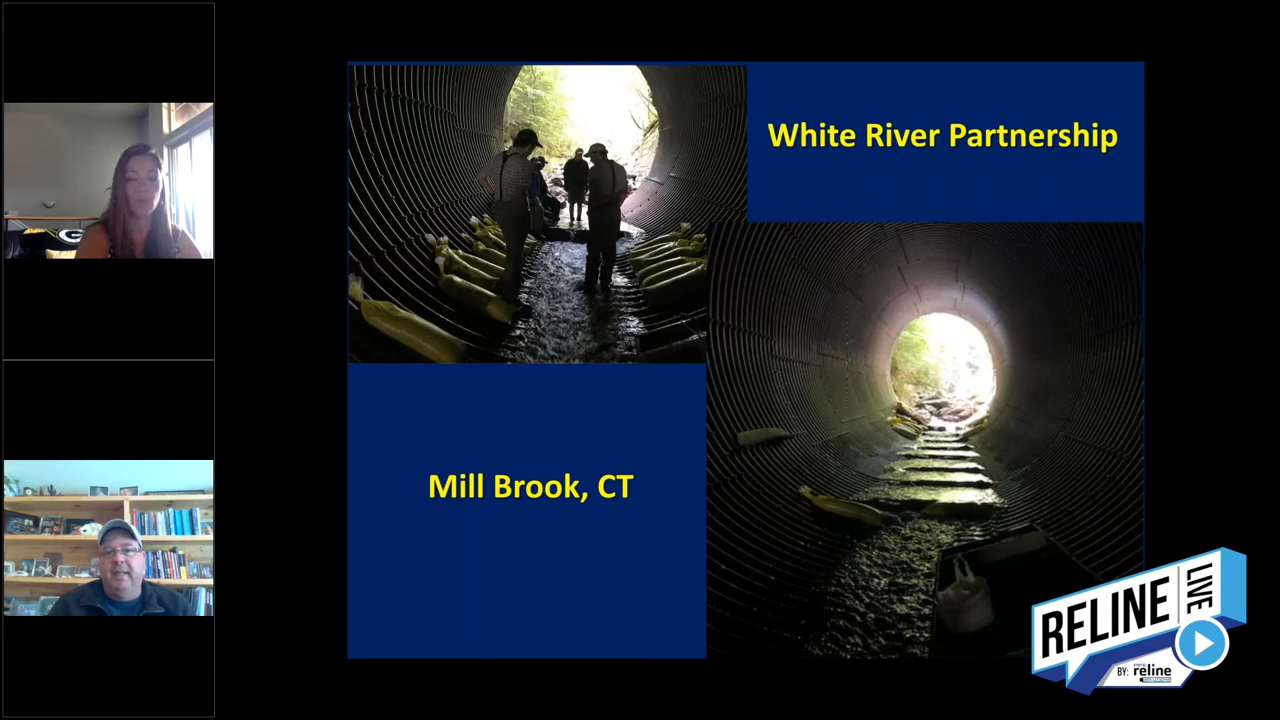 White River Partnership
Mill Brook, CT
RELINE LIVE
BY: reline